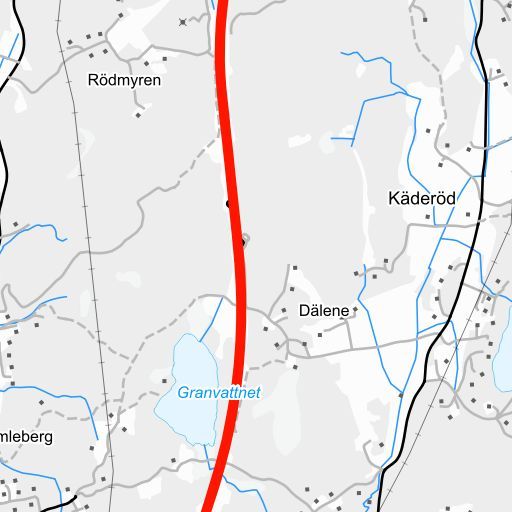 Rödmyren
Käderöd
Dälene
Granvattnet
mleberg